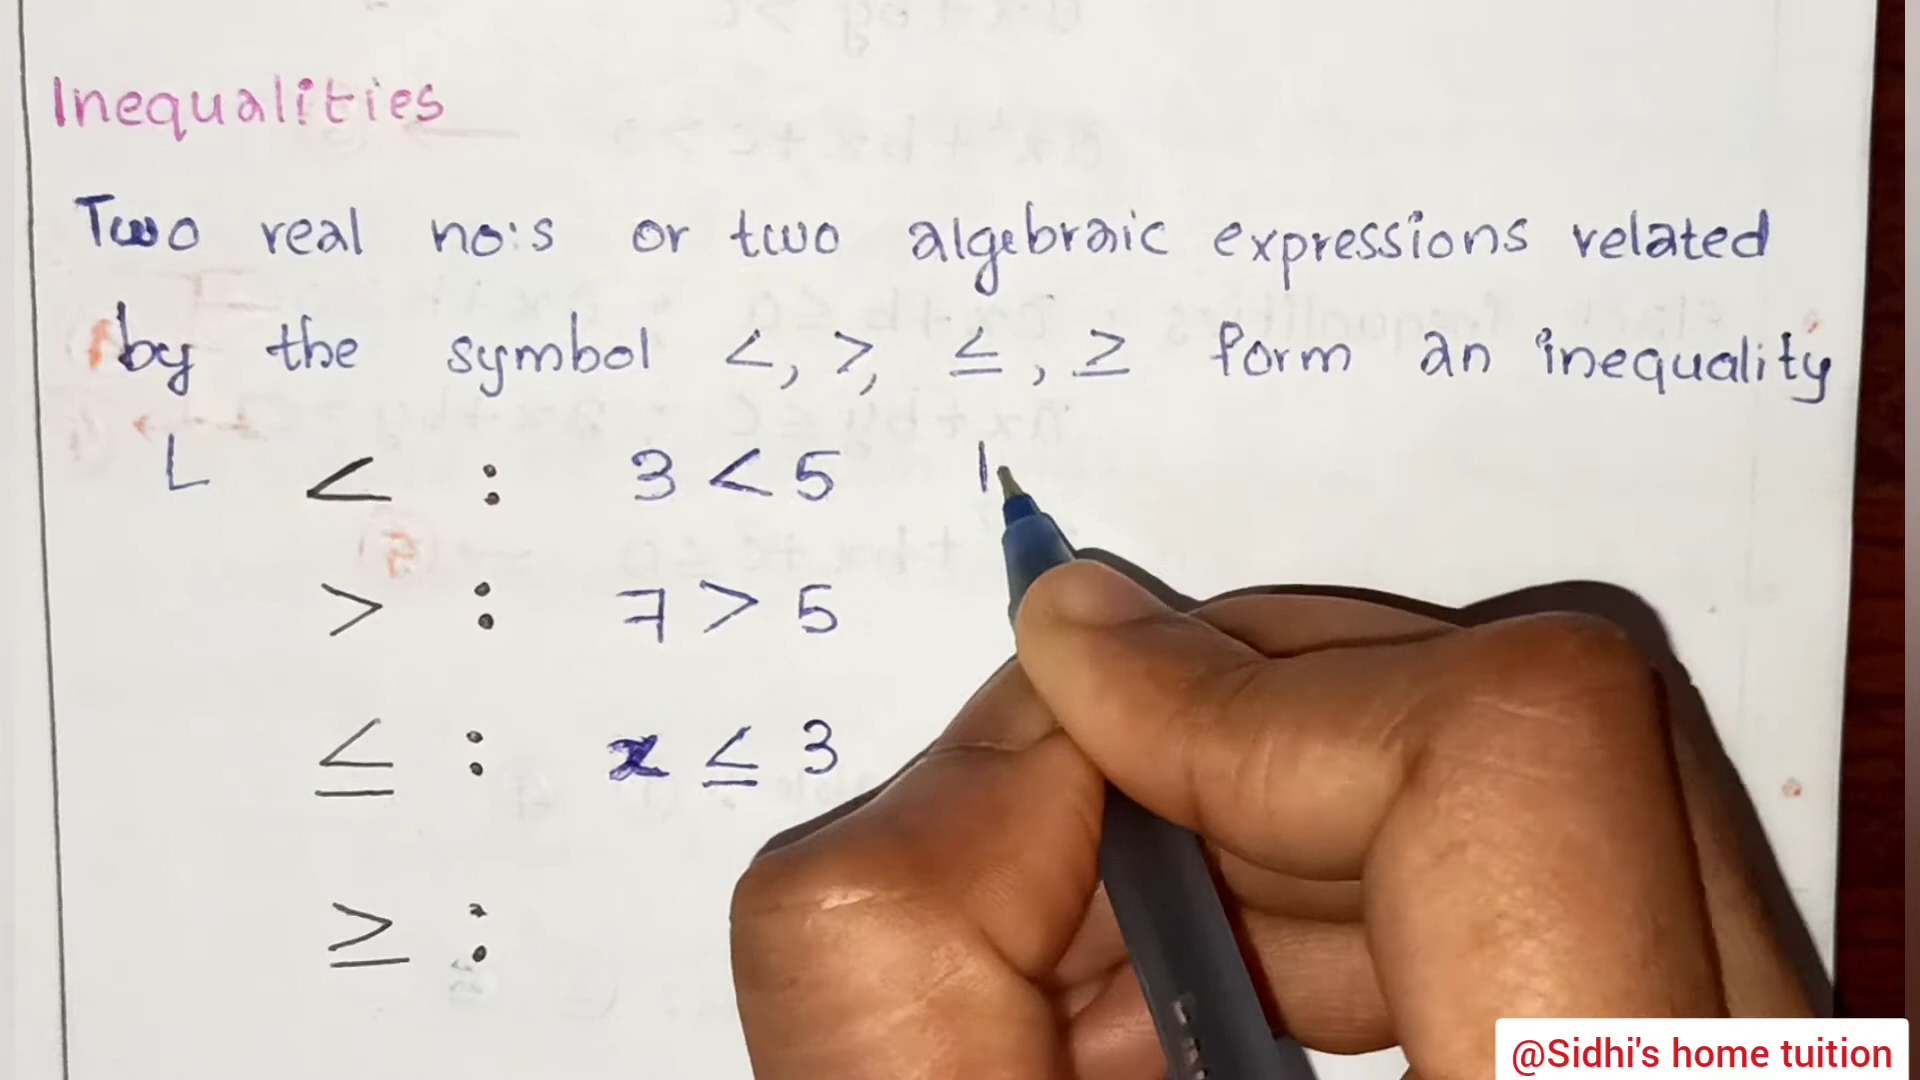 Inequalities
Two real no:s or two algebraic expressions related
by the symbol <, >, ≤, ≥ form an inequality
L < : 3 < 5 1
> : 7 > 5
≤ : x ≤ 3
≥ :
@Sidhi's home tuition